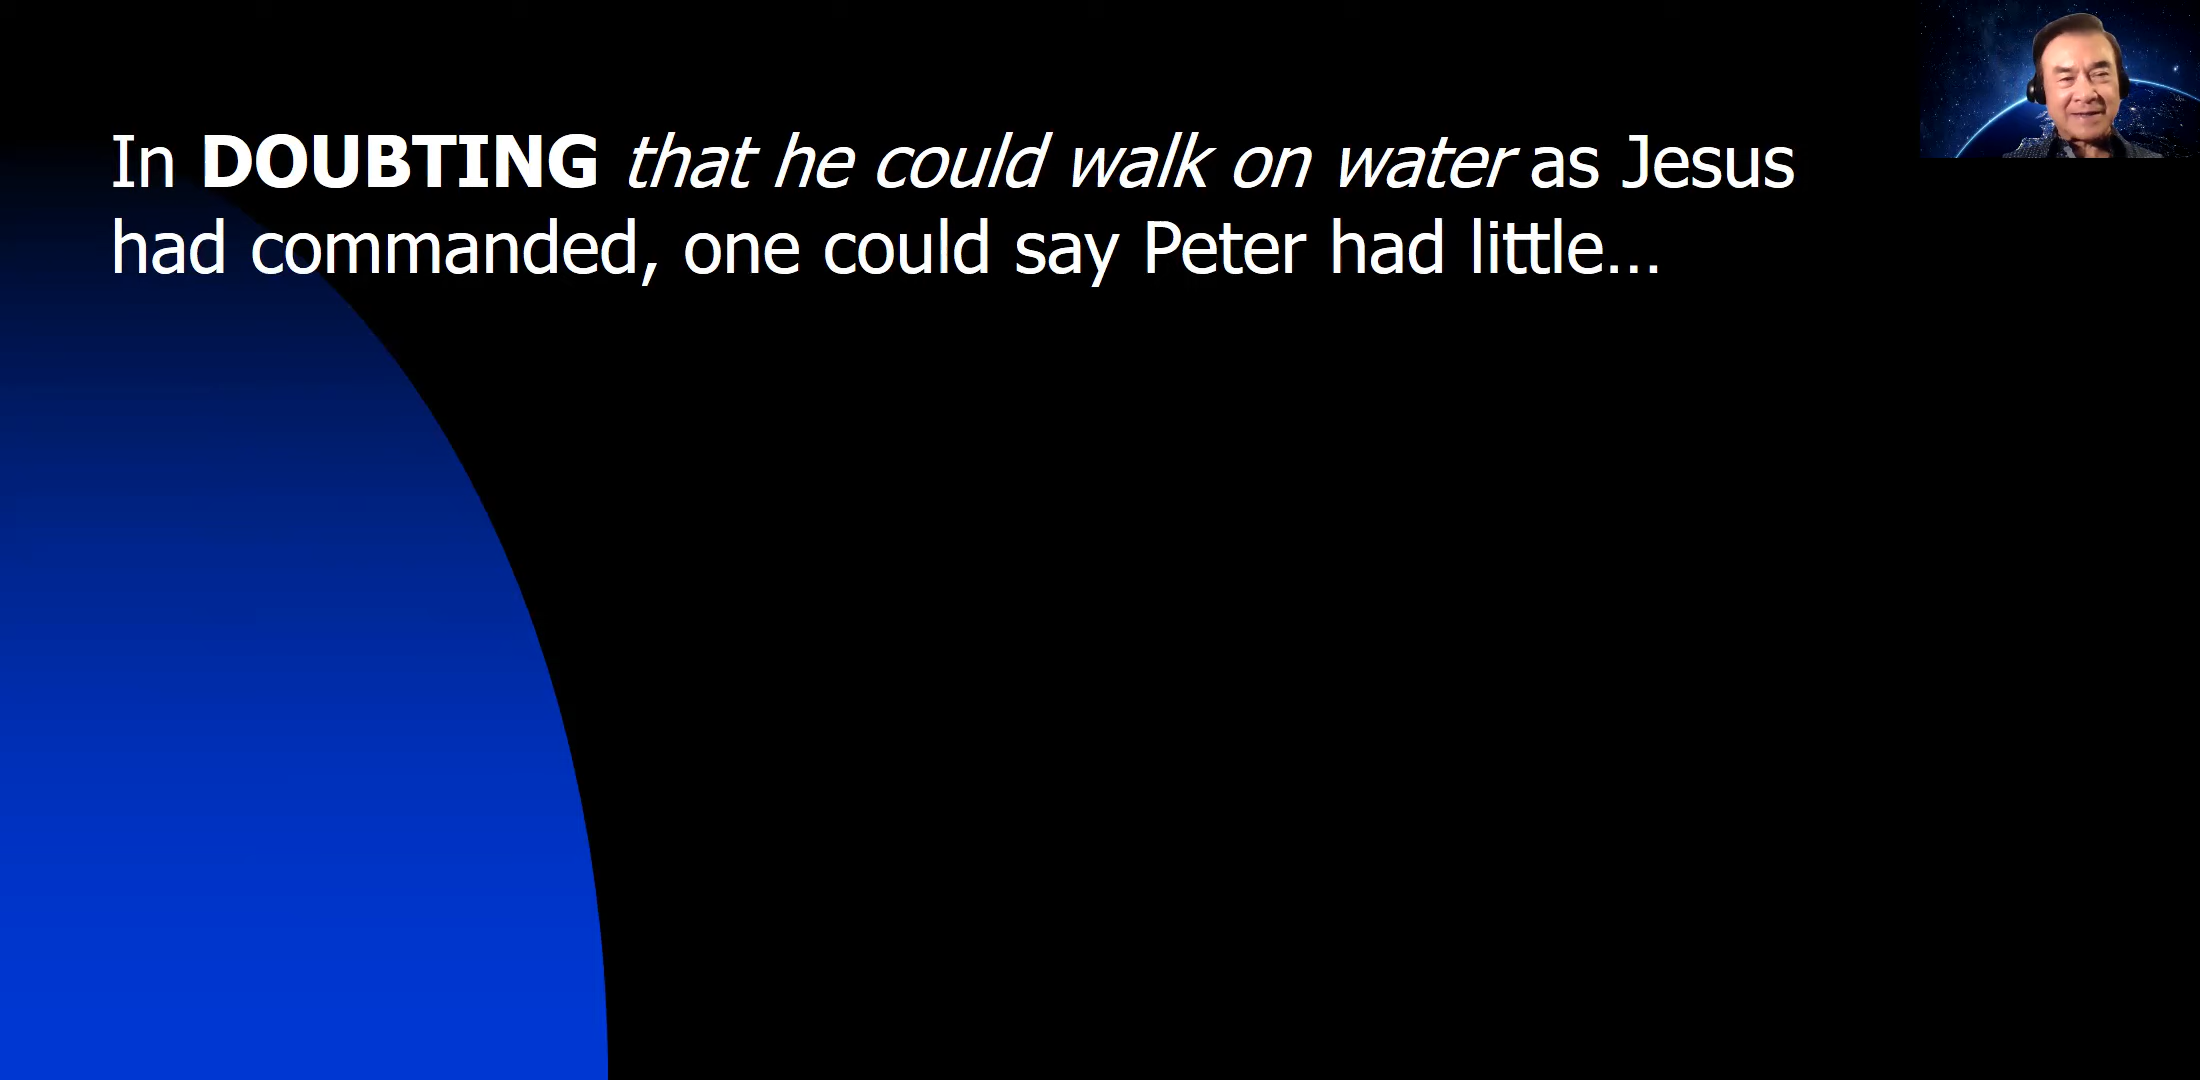 In DOUBTING that he could walk on water as Jesus
had commanded, one could say Peter had little…